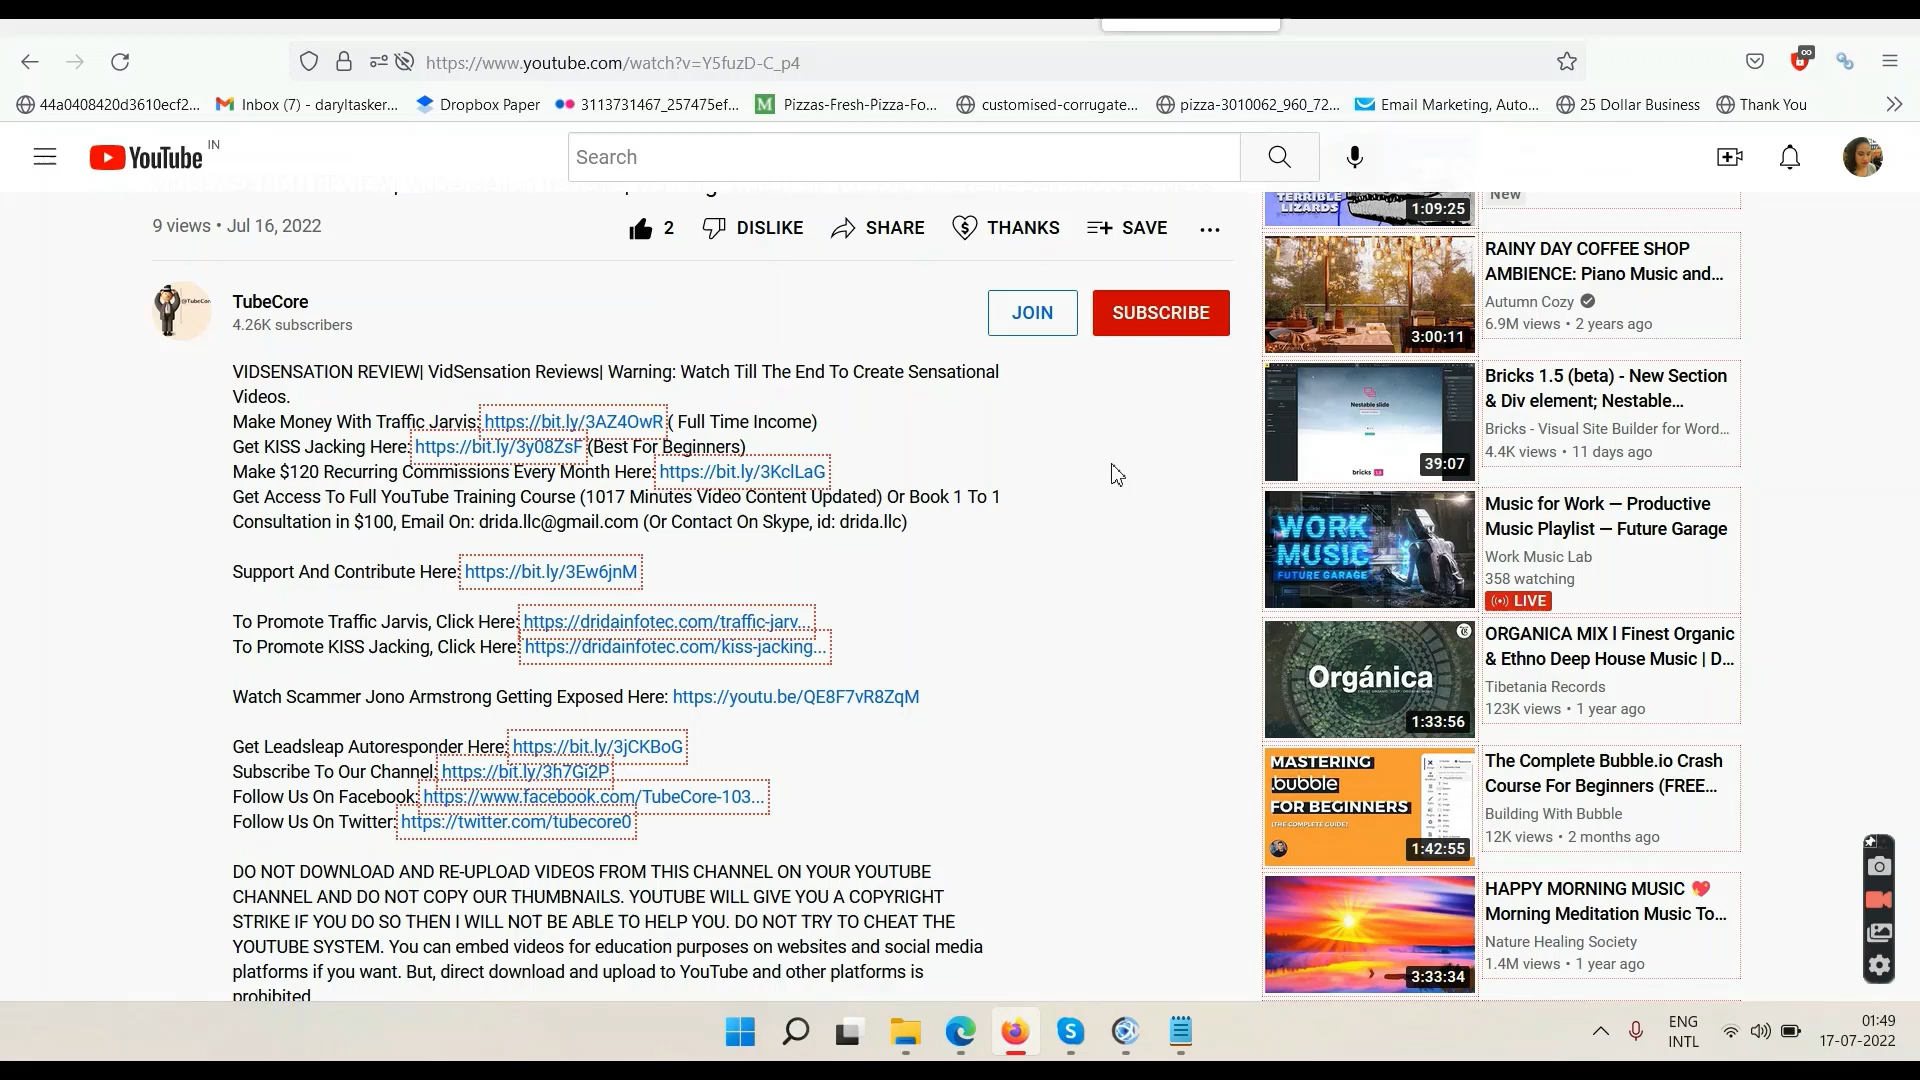 https://www.youtube.com/watch?v=Y5fuzD-C_p4
44a0408420d3610ecf2...
Inbox (7) - daryltasker...
Dropbox Paper
3113731467_257475ef...
Pizzas-Fresh-Pizza-Fo...
customised-corrugate...
pizza-3010062_960_72...
Email Marketing, Auto...
25 Dollar Business
Thank You
YouTube IN
Search
9 views • Jul 16, 2022
2
DISLIKE
SHARE
THANKS
SAVE
TubeCore
4.26K subscribers
JOIN
SUBSCRIBE
VIDSENSATION REVIEW| VidSensation Reviews| Warning: Watch Till The End To Create Sensational
Videos.
Make Money With Traffic Jarvis: https://bit.ly/3AZ4OwR ( Full Time Income)
Get KISS Jacking Here: https://bit.ly/3y08ZsF (Best For Beginners)
Make $120 Recurring Commissions Every Month Here: https://bit.ly/3KclLaG
Get Access To Full YouTube Training Course (1017 Minutes Video Content Updated) Or Book 1 To 1
Consultation in $100, Email On: drida.llc@gmail.com (Or Contact On Skype, id: drida.llc)
Support And Contribute Here: https://bit.ly/3Ew6jnM
To Promote Traffic Jarvis, Click Here: https://dridainfotec.com/traffic-jarv...
To Promote KISS Jacking, Click Here: https://dridainfotec.com/kiss-jacking...
Watch Scammer Jono Armstrong Getting Exposed Here: https://youtu.be/QE8F7vR8ZqM
Get Leadsleap Autoresponder Here: https://bit.ly/3jCKBoG
Subscribe To Our Channel: https://bit.ly/3h7Gi2P
Follow Us On Facebook: https://www.facebook.com/TubeCore-103...
Follow Us On Twitter: https://twitter.com/tubecore0
DO NOT DOWNLOAD AND RE-UPLOAD VIDEOS FROM THIS CHANNEL ON YOUR YOUTUBE
CHANNEL AND DO NOT COPY OUR THUMBNAILS. YOUTUBE WILL GIVE YOU A COPYRIGHT
STRIKE IF YOU DO SO THEN I WILL NOT BE ABLE TO HELP YOU. DO NOT TRY TO CHEAT THE
YOUTUBE SYSTEM. You can embed videos for education purposes on websites and social media
platforms if you want. But, direct download and upload to YouTube and other platforms is
prohibited
TERRIBLE
LIZARDS
1:09:25
New
3:00:11
RAINY DAY COFFEE SHOP
AMBIENCE: Piano Music and...
Autumn Cozy
6.9M views • 2 years ago
Nestable slide
bricks 1.5
39:07
Bricks 1.5 (beta) - New Section
& Div element; Nestable...
Bricks - Visual Site Builder for Word...
4.4K views • 11 days ago
WORK
MUSIC
FUTURE GARAGE
Music for Work — Productive
Music Playlist — Future Garage
Work Music Lab
358 watching
LIVE
Orgánica
1:33:56
ORGANICA MIX l Finest Organic
& Ethno Deep House Music | D...
Tibetania Records
123K views • 1 year ago
MASTERING
.bubble
FOR BEGINNERS
(THE COMPLETE GUIDE)
1:42:55
The Complete Bubble.io Crash
Course For Beginners (FREE...
Building With Bubble
12K views • 2 months ago
3:33:34
HAPPY MORNING MUSIC 💖
Morning Meditation Music To...
Nature Healing Society
1.4M views • 1 year ago
ENG
INTL
01:49
17-07-2022